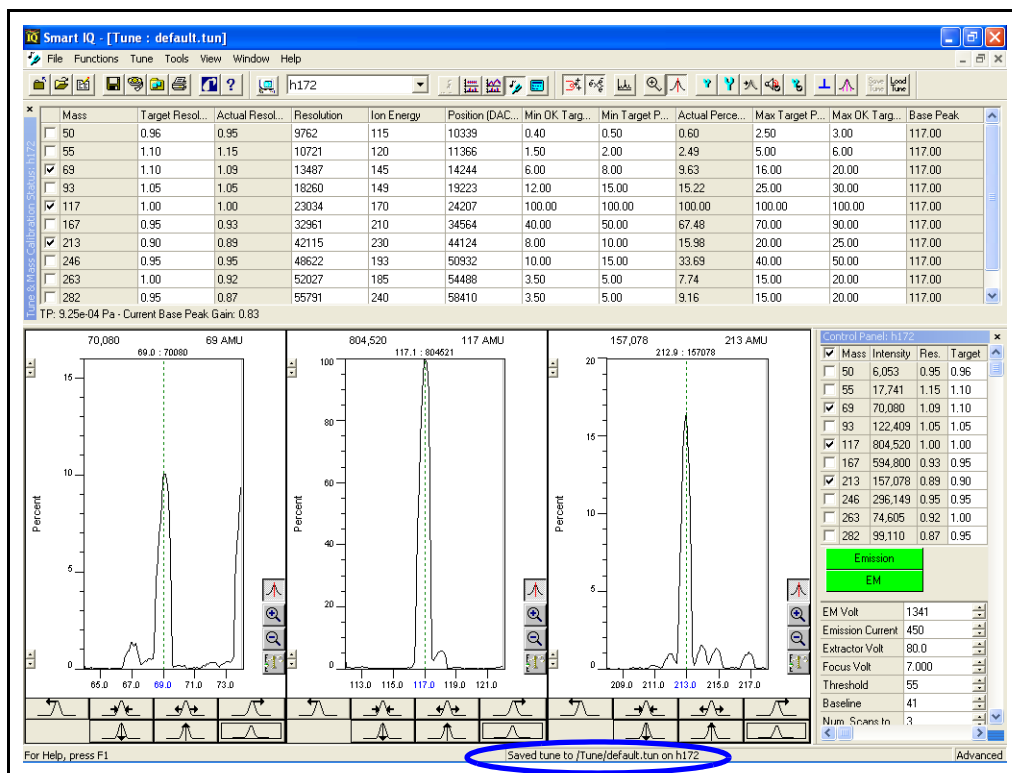 Smart IQ - [Tune : default.tun]
File Functions Tune Tools View Window Help
h172
Save Tune Load Tune
Mass Target Resol... Actual Resol... Resolution Ion Energy Position (DAC... Min OK Targ... Min Target P... Actual Perce... Max Target P... Max OK Targ... Base Peak
50 0.96 0.95 9762 115 10339 0.40 0.50 0.60 2.50 3.00 117.00
55 1.10 1.15 10721 120 11366 1.50 2.00 2.49 5.00 6.00 117.00
69 1.10 1.09 13487 145 14244 6.00 8.00 9.63 16.00 20.00 117.00
93 1.05 1.05 18260 149 19223 12.00 15.00 15.22 25.00 30.00 117.00
117 1.00 1.00 23034 170 24207 100.00 100.00 100.00 100.00 100.00 117.00
167 0.95 0.93 32961 210 34564 40.00 50.00 67.48 70.00 90.00 117.00
213 0.90 0.89 42115 230 44124 8.00 10.00 15.98 20.00 25.00 117.00
246 0.95 0.95 48622 193 50932 10.00 15.00 33.69 40.00 50.00 117.00
263 1.00 0.92 52027 185 54488 3.50 5.00 7.74 15.00 20.00 117.00
282 0.95 0.87 55791 240 58410 3.50 5.00 9.16 15.00 20.00 117.00
Tune & Mass Calibration Status: h172
TP: 9.25e-04 Pa - Current Base Peak Gain: 0.83
70,080 69 AMU
69.0 : 70080
15
10
5
0
Percent
65.0 67.0 69.0 71.0 73.0
804,520 117 AMU
117.1 : 804521
100
80
60
40
20
0
Percent
113.0 115.0 117.0 119.0 121.0
157,078 213 AMU
212.9 : 157078
20
15
10
5
0
Percent
209.0 211.0 213.0 215.0 217.0
Control Panel: h172
Mass Intensity Res. Target
50 6,053 0.95 0.96
55 17,741 1.15 1.10
69 70,080 1.09 1.10
93 122,409 1.05 1.05
117 804,520 1.00 1.00
167 594,800 0.93 0.95
213 157,078 0.89 0.90
246 296,149 0.95 0.95
263 74,605 0.92 1.00
282 99,110 0.87 0.95
Emission
EM
EM Volt 1341
Emission Current 450
Extractor Volt 80.0
Focus Volt 7.000
Threshold 55
Baseline 41
Num. Scans to 3
For Help, press F1
Saved tune to /Tune/default.tun on h172
Advanced